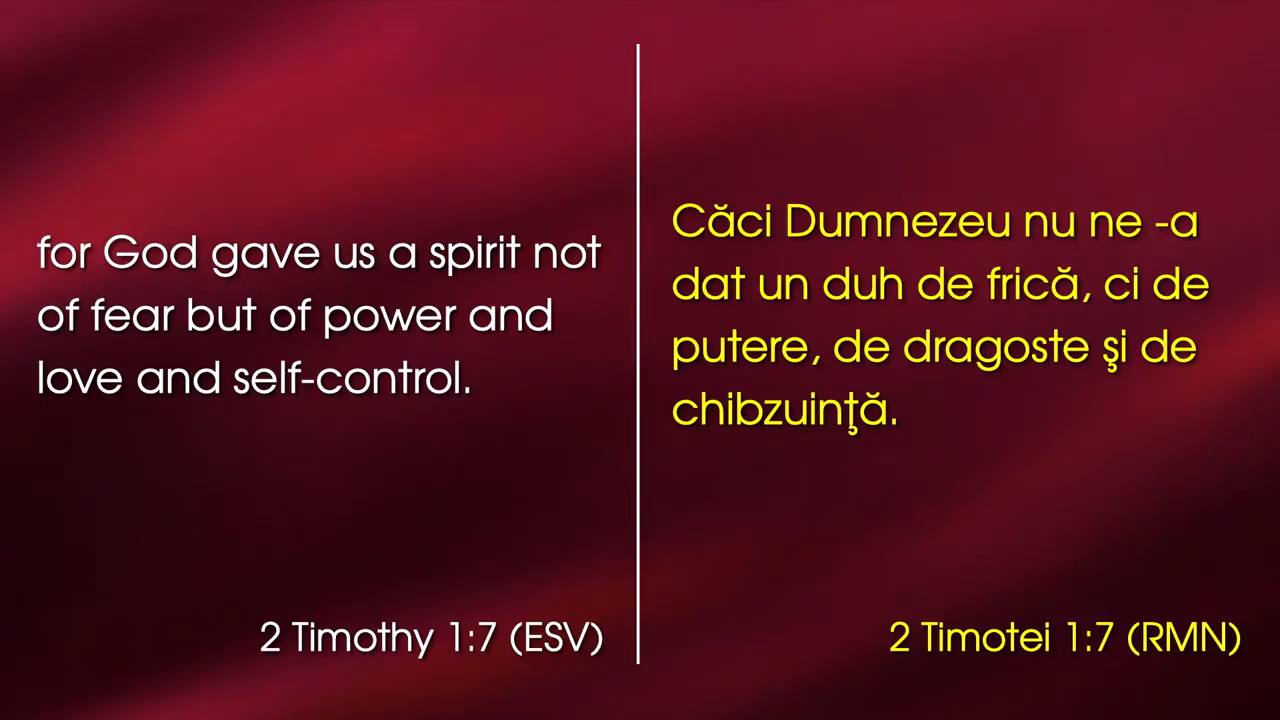 for God gave us a spirit not
of fear but of power and
love and self-control.
2 Timothy 1:7 (ESV)
Căci Dumnezeu nu ne -a
dat un duh de frică, ci de
putere, de dragoste şi de
chibzuinţă.
2 Timotei 1:7 (RMN)